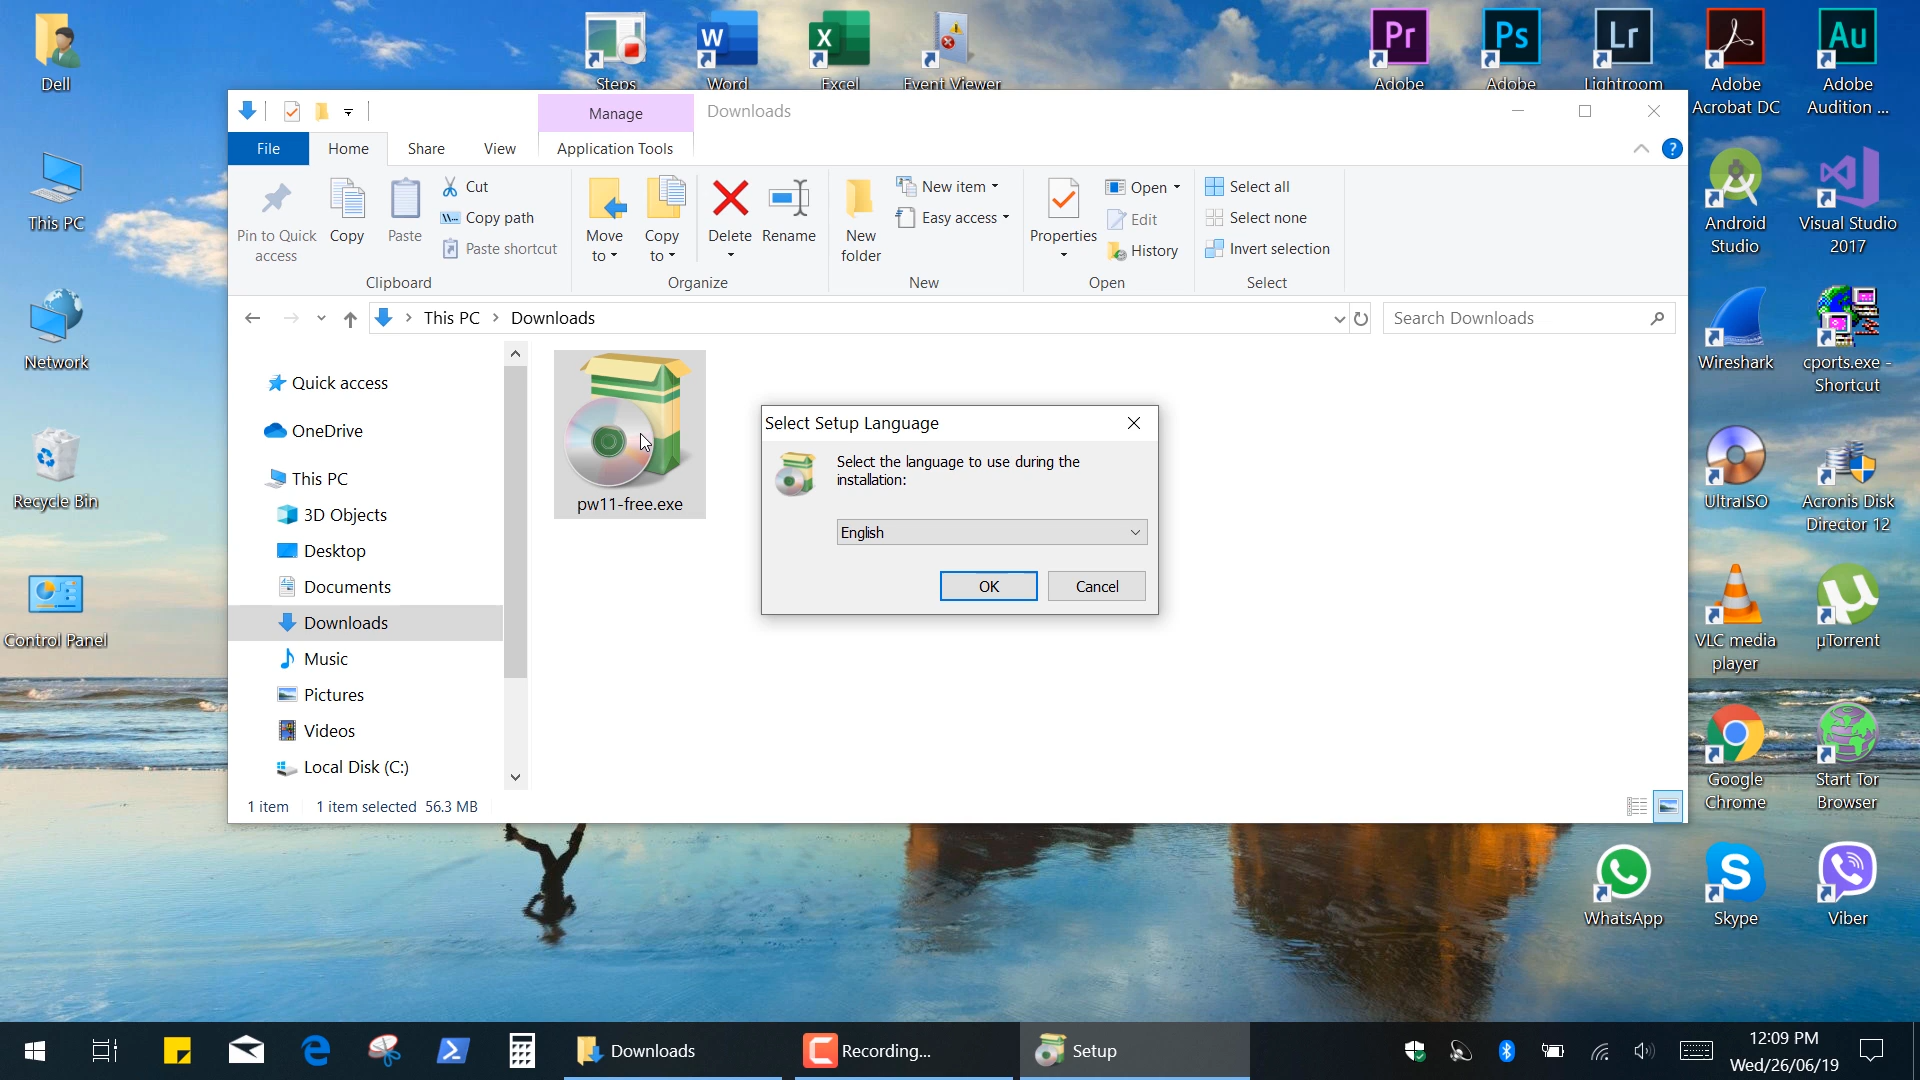 Dell
Steps
Word
Excel
Event Viewer
Adobe
Adobe
Lightroom
Adobe
Acrobat DC
Adobe
Audition ...
Manage
Downloads
File
Home
Share
View
Application Tools
Pin to Quick
access
Copy
Paste
Cut
Copy path
Paste shortcut
Clipboard
Move
to
Copy
to
Delete
Rename
Organize
New
folder
New item
Easy access
New
Properties
Open
Edit
History
Open
Select all
Select none
Invert selection
Select
This PC
Downloads
Search Downloads
Quick access
OneDrive
This PC
3D Objects
Desktop
Documents
Downloads
Music
Pictures
Videos
Local Disk (C:)
pw11-free.exe
Select Setup Language
Select the language to use during the
installation:
English
OK
Cancel
1 item
1 item selected 56.3 MB
This PC
Network
Recycle Bin
Control Panel
Android
Studio
Visual Studio
2017
Wireshark
cports.exe -
Shortcut
UltraISO
Acronis Disk
Director 12
VLC media
player
µTorrent
Google
Chrome
Start Tor
Browser
WhatsApp
Skype
Viber
Downloads
Recording...
Setup
12:09 PM
Wed/26/06/19